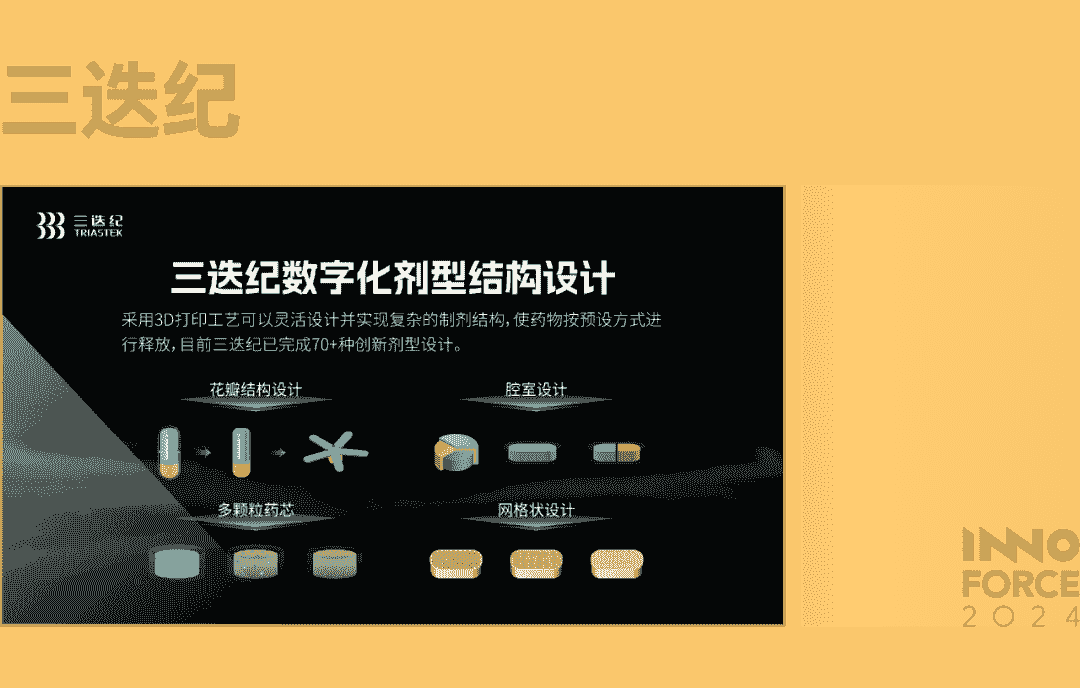 三迭纪
三迭纪
TRIASTEK
三迭纪数字化剂型结构设计
采用3D打印工艺可以灵活设计并实现复杂的制剂结构,使药物按预设方式进
行释放,目前三迭纪已完成70+种创新剂型设计。
花瓣结构设计
腔室设计
多颗粒药芯
网格状设计
INNO
FORCE
2024